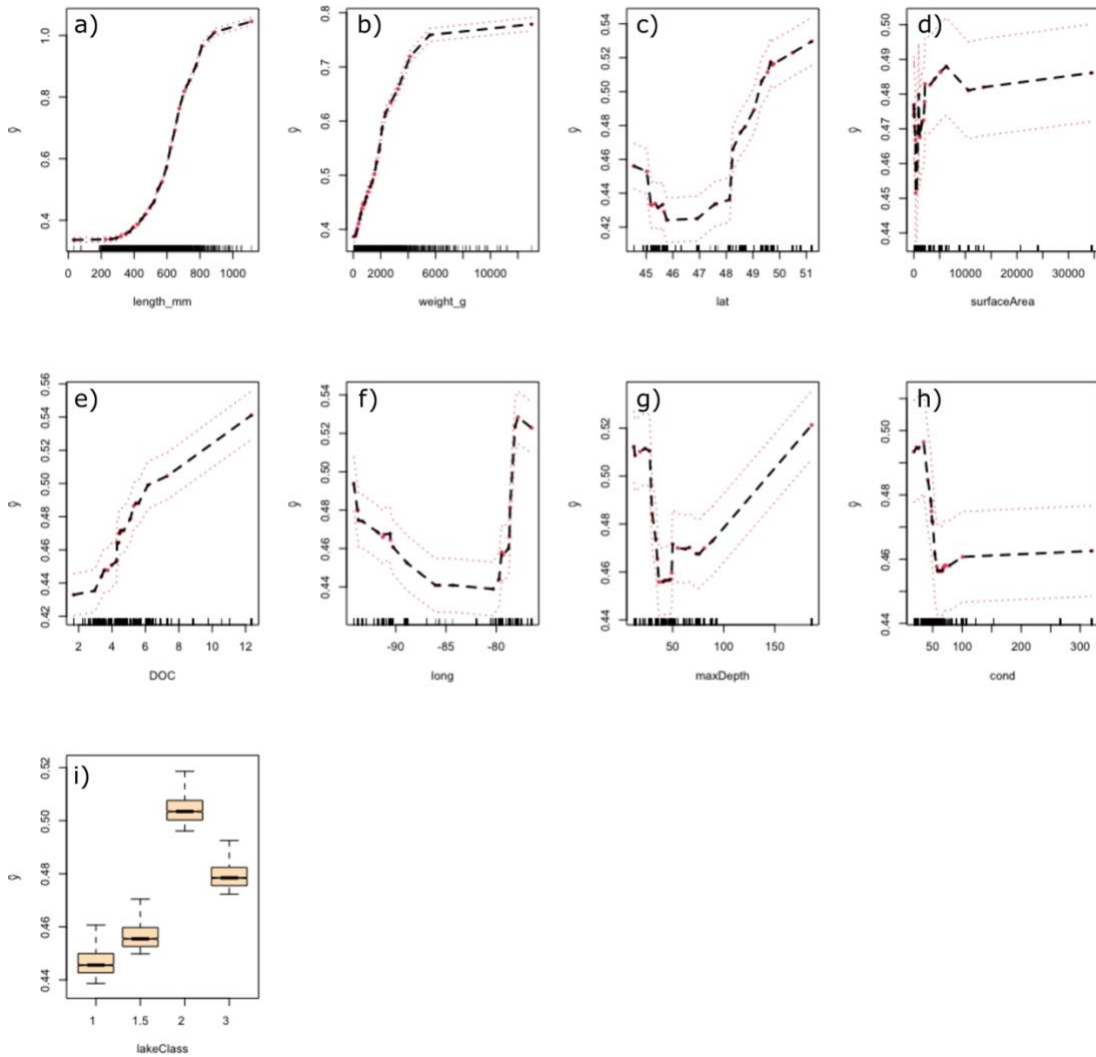 a)
ŷ
0.4 0.6 0.8 1.0
0 200 400 600 800 1000
length_mm
b)
ŷ
0.4 0.5 0.6 0.7 0.8
0 2000 6000 10000
weight_g
c)
ŷ
0.42 0.44 0.46 0.48 0.50 0.52 0.54
45 46 47 48 49 50 51
lat
d)
ŷ
0.44 0.45 0.46 0.47 0.48 0.49 0.50
0 10000 20000 30000
surfaceArea
e)
ŷ
0.42 0.44 0.46 0.48 0.50 0.52 0.54 0.56
2 4 6 8 10 12
DOC
f)
ŷ
0.44 0.46 0.48 0.50 0.52 0.54
-90 -85 -80
long
g)
ŷ
0.44 0.46 0.48 0.50 0.52
50 100 150
maxDepth
h)
ŷ
0.44 0.46 0.48 0.50
50 100 200 300
cond
i)
ŷ
0.44 0.46 0.48 0.50 0.52
1 1.5 2 3
lakeClass